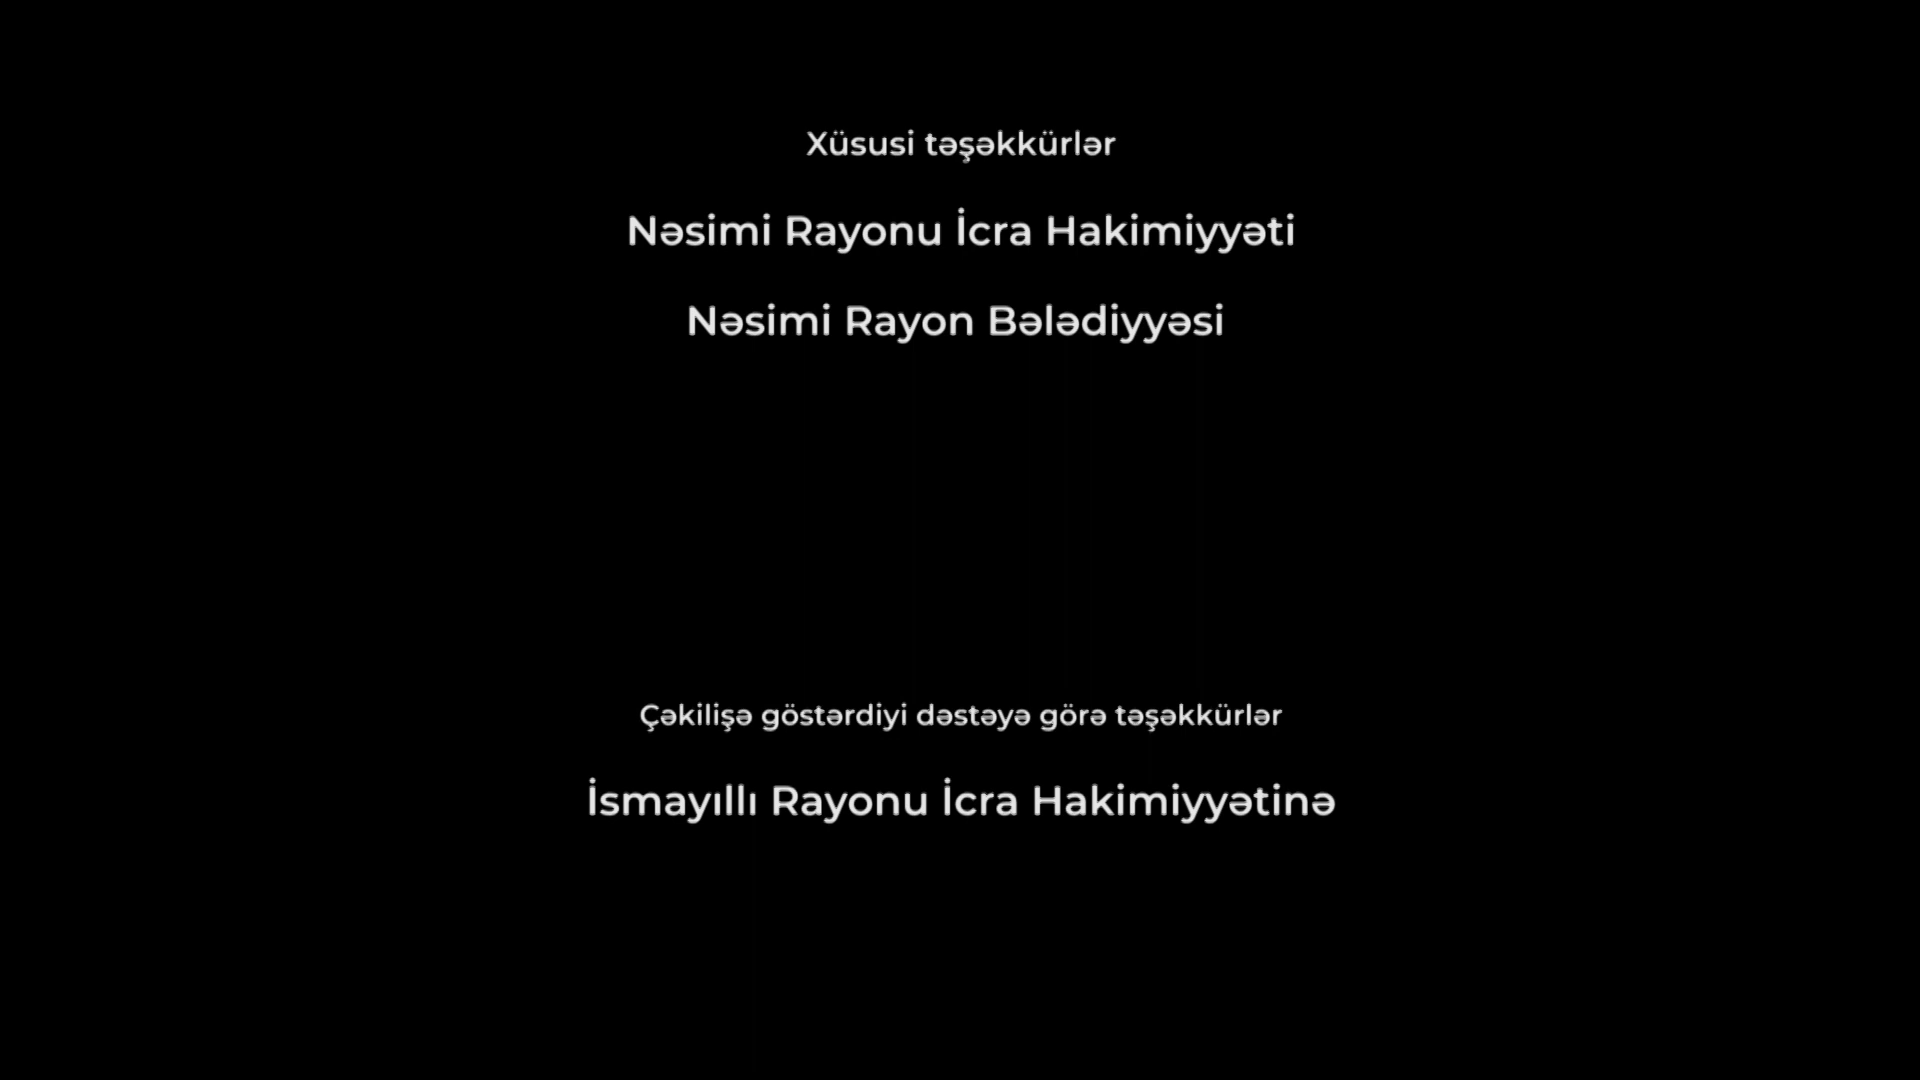 Xüsusi təşəkkürlər
Nəsimi Rayonu İcra Hakimiyyəti
Nəsimi Rayon Bələdiyyəsi
Çəkilişə göstərdiyi dəstəyə görə təşəkkürlər
İsmayıllı Rayonu İcra Hakimiyyətinə